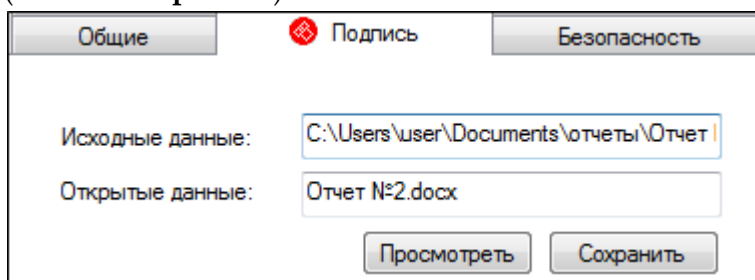 Общие Подпись Безопасность
Исходные данные: C:\Users\user\Documents\отчеты\Отчет
Открытые данные: Отчет №2.docx
Просмотреть Сохранить